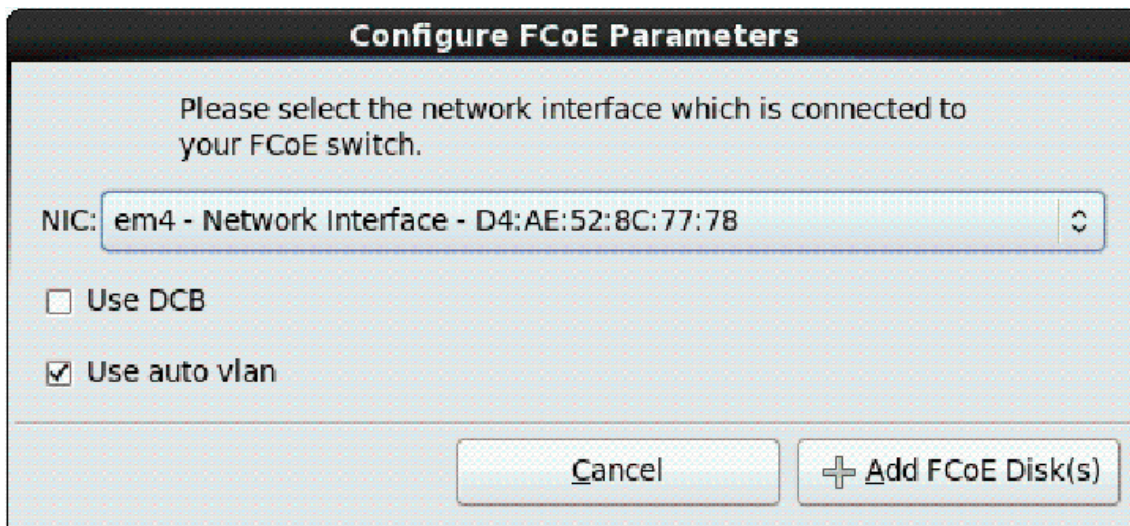 Configure FCoE Parameters
Please select the network interface which is connected to
your FCoE switch.
NIC: em4 - Network Interface - D4:AE:52:8C:77:78
Use DCB
Use auto vlan
Cancel
Add FCoE Disk(s)